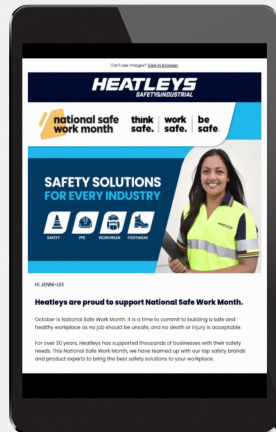 Can't see images? View in browser.
HEATLEYS
SAFETY&INDUSTRIAL
national safe work month
think safe. work safe. be safe.
SAFETY SOLUTIONS
FOR EVERY INDUSTRY
SAFETY PPE WORKWEAR FOOTWEAR
HI JENNI-LEE
Heatleys are proud to support National Safe Work Month.
October is National Safe Work Month. It is a time to commit to building a safe and
healthy workplace as no job should be unsafe, and no death or injury is acceptable.
For over 30 years, Heatleys has supported thousands of businesses with their safety
needs. This National Safe Work Month, we have teamed up with our top safety brands
and product experts to bring the best safety solutions to your workplace.